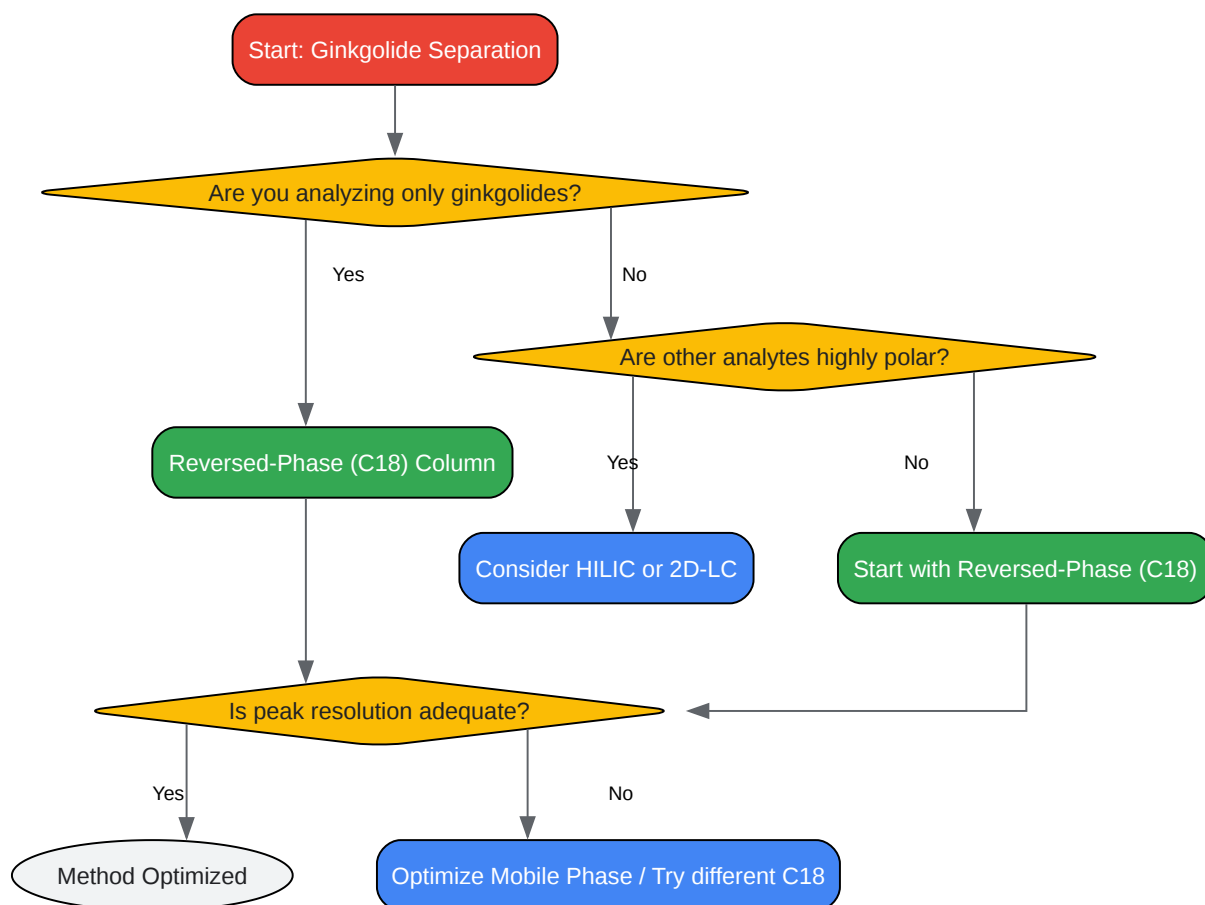 Start: Ginkgolide Separation
Are you analyzing only ginkgolides?
Yes
No
Are other analytes highly polar?
Reversed-Phase (C18) Column
Yes
No
Consider HILIC or 2D-LC
Start with Reversed-Phase (C18)
Is peak resolution adequate?
Yes
No
Method Optimized
Optimize Mobile Phase / Try different C18